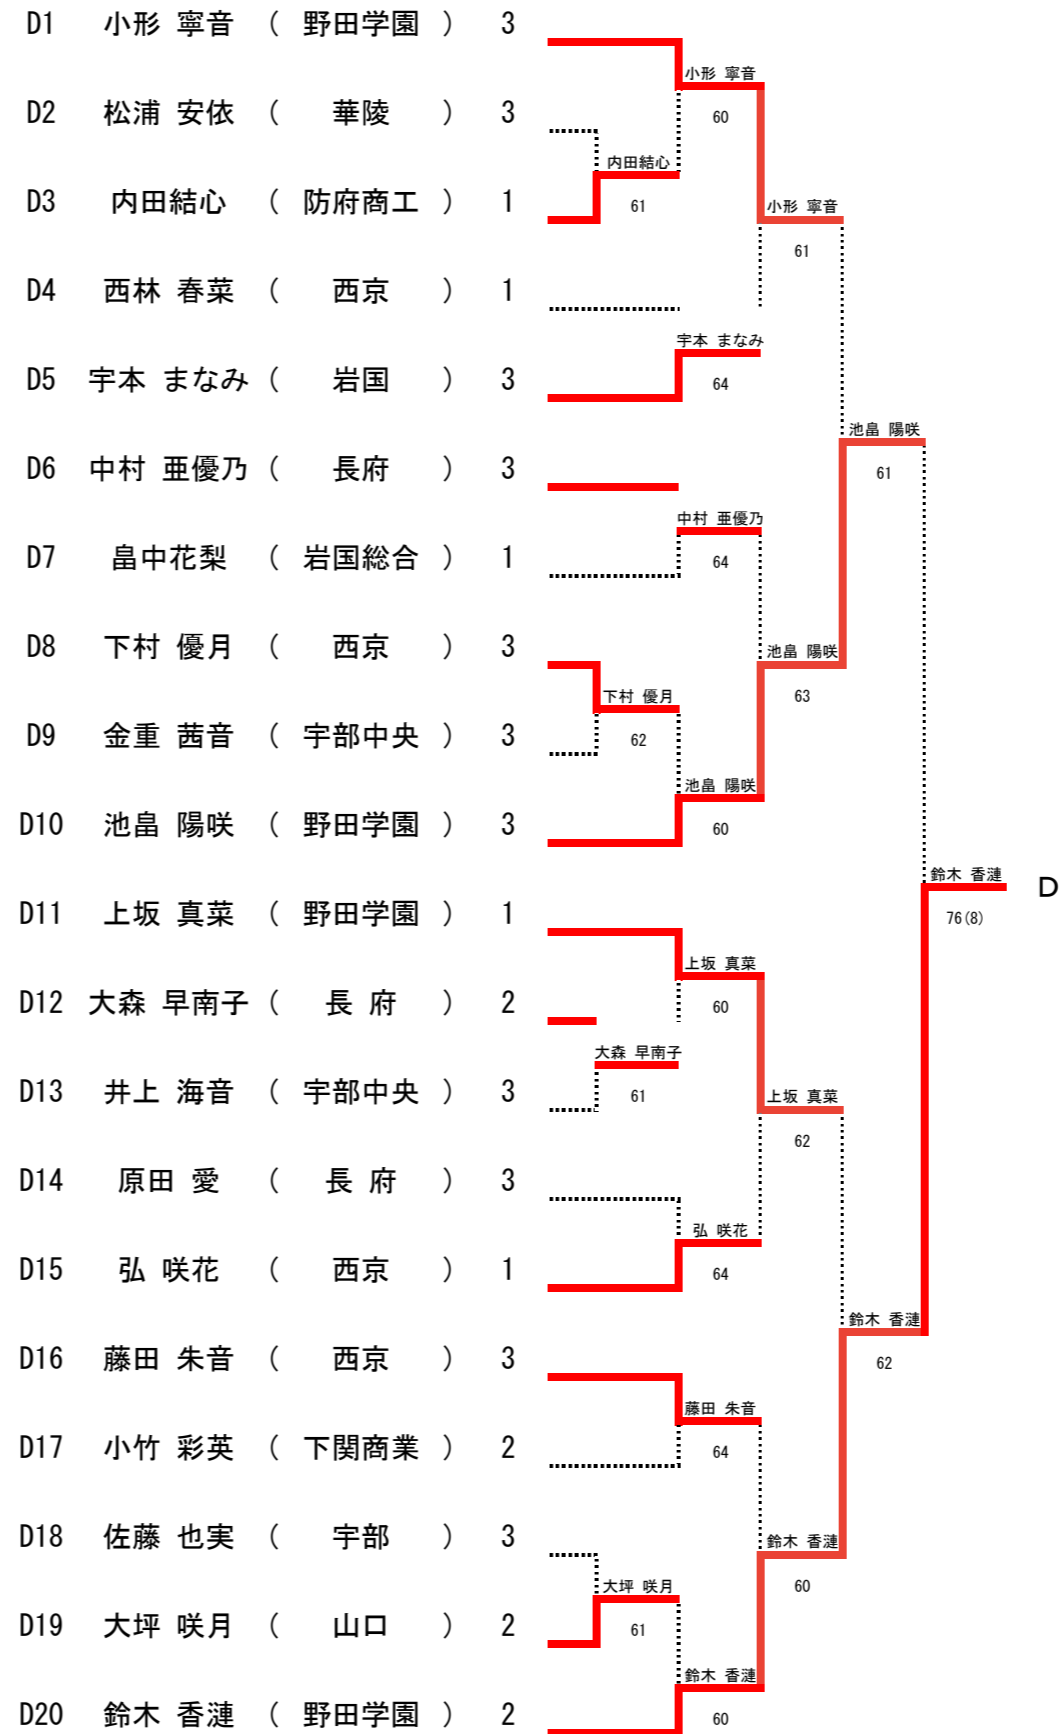 D1 小形 寧音 ( 野田学園 ) 3
小形 寧音
D2 松浦 安依 ( 華陵 ) 3
60
内田結心
D3 内田結心 ( 防府商工 ) 1
61
小形 寧音
61
D4 西林 春菜 ( 西京 ) 1
宇本 まなみ
D5 宇本 まなみ ( 岩国 ) 3
64
池畠 陽咲
D6 中村 亜優乃 ( 長府 ) 3
61
中村 亜優乃
D7 畠中花梨 ( 岩国総合 ) 1
64
D8 下村 優月 ( 西京 ) 3
池畠 陽咲
下村 優月
63
D9 金重 茜音 ( 宇部中央 ) 3
62
池畠 陽咲
D10 池畠 陽咲 ( 野田学園 ) 3
60
鈴木 香漣
D
D11 上坂 真菜 ( 野田学園 ) 1
76(8)
上坂 真菜
D12 大森 早南子 ( 長 府 ) 2
60
大森 早南子
D13 井上 海音 ( 宇部中央 ) 3
61
上坂 真菜
62
D14 原田 愛 ( 長 府 ) 3
弘 咲花
D15 弘 咲花 ( 西京 ) 1
64
鈴木 香漣
D16 藤田 朱音 ( 西京 ) 3
62
藤田 朱音
D17 小竹 彩英 ( 下関商業 ) 2
64
D18 佐藤 也実 ( 宇部 ) 3
鈴木 香漣
大坪 咲月
60
D19 大坪 咲月 ( 山口 ) 2
61
鈴木 香漣
D20 鈴木 香漣 ( 野田学園 ) 2
60